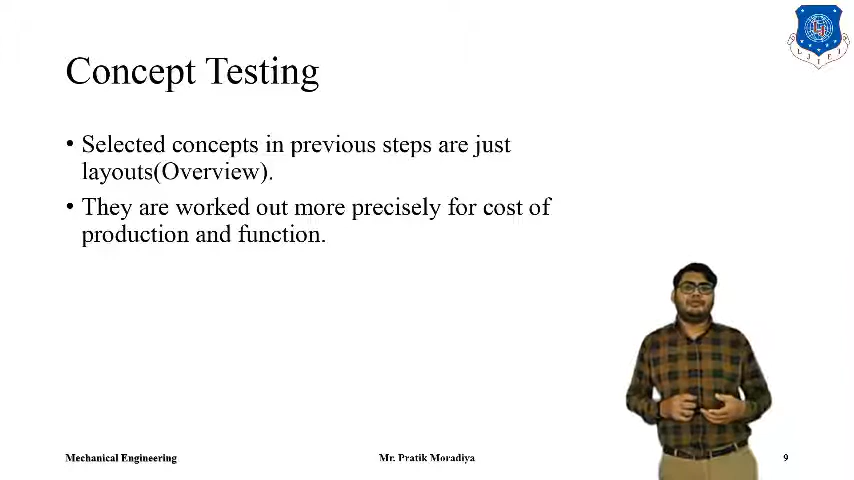 Concept Testing
• Selected concepts in previous steps are just
layouts(Overview).
• They are worked out more precisely for cost of
production and function.
Mechanical Engineering
Mr. Pratik Moradiya
9